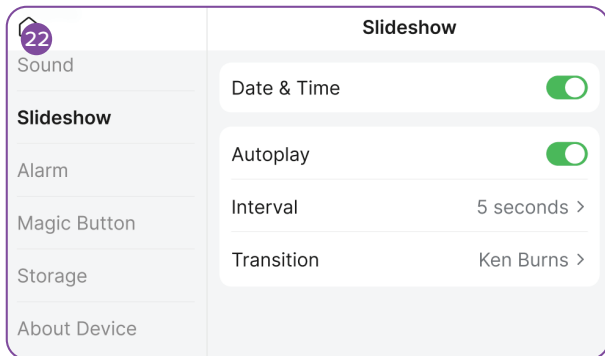 22
Slideshow
Sound
Slideshow
Alarm
Magic Button
Storage
About Device
Date & Time
Autoplay
Interval 5 seconds >
Transition Ken Burns >